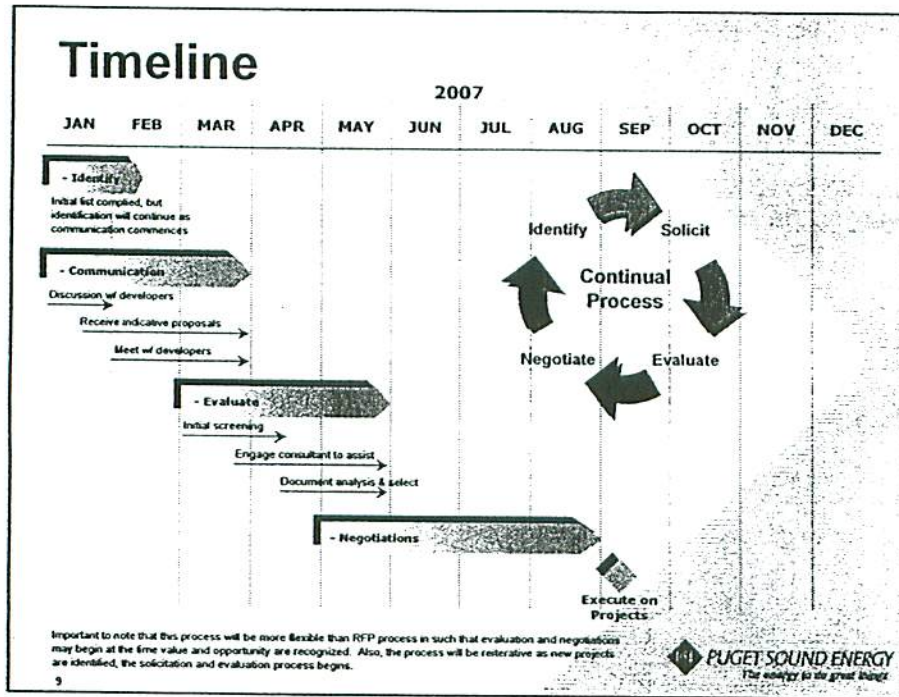 Timeline
2007
JAN FEB MAR APR MAY JUN JUL AUG SEP OCT NOV DEC
- Identify
Initial list complied, but
identification will continue as
communication commences
- Communication
Discussion w/ developers
Receive indicative proposals
Meet w/ developers
- Evaluate
Initial screening
Engage consultant to assist
Document analysis & select
- Negotiations
Execute on
Projects
Identify
Solicit
Continual
Process
Negotiate
Evaluate
Important to note that this process will be more flexible than RFP process in such that evaluation and negotiations
may begin at the time value and opportunity are recognized. Also, the process will be reiterative as new projects
are identified, the solicitation and evaluation process begins.
9
PSE
PUGET SOUND ENERGY
The energy to do great things